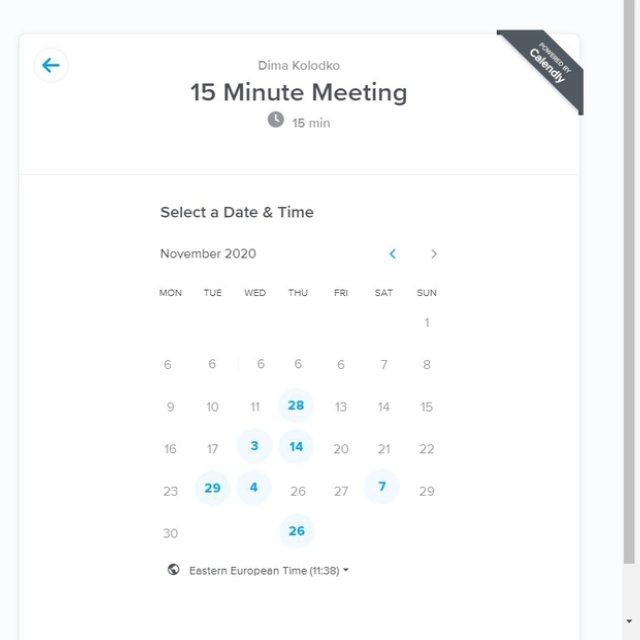 POWERED BY
Calendly
Dima Kolodko
15 Minute Meeting
15 min
Select a Date & Time
November 2020
MON TUE WED THU FRI SAT SUN
1
6 6 6 6 6 7 8
9 10 11 28 13 14 15
16 17 3 14 20 21 22
23 29 4 26 27 7 29
30 26
Eastern European Time (11:38)